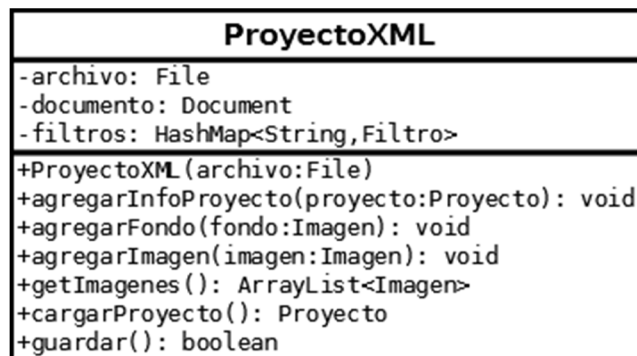 ProyectoXML
-archivo: File
-documento: Document
-filtros: HashMap<String,Filtro>
+ProyectoXML(archivo:File)
+agregarInfoProyecto(proyecto:Proyecto): void
+agregarFondo(fondo:Imagen): void
+agregarImagen(imagen:Imagen): void
+getImagenes(): ArrayList<Imagen>
+cargarProyecto(): Proyecto
+guardar(): boolean